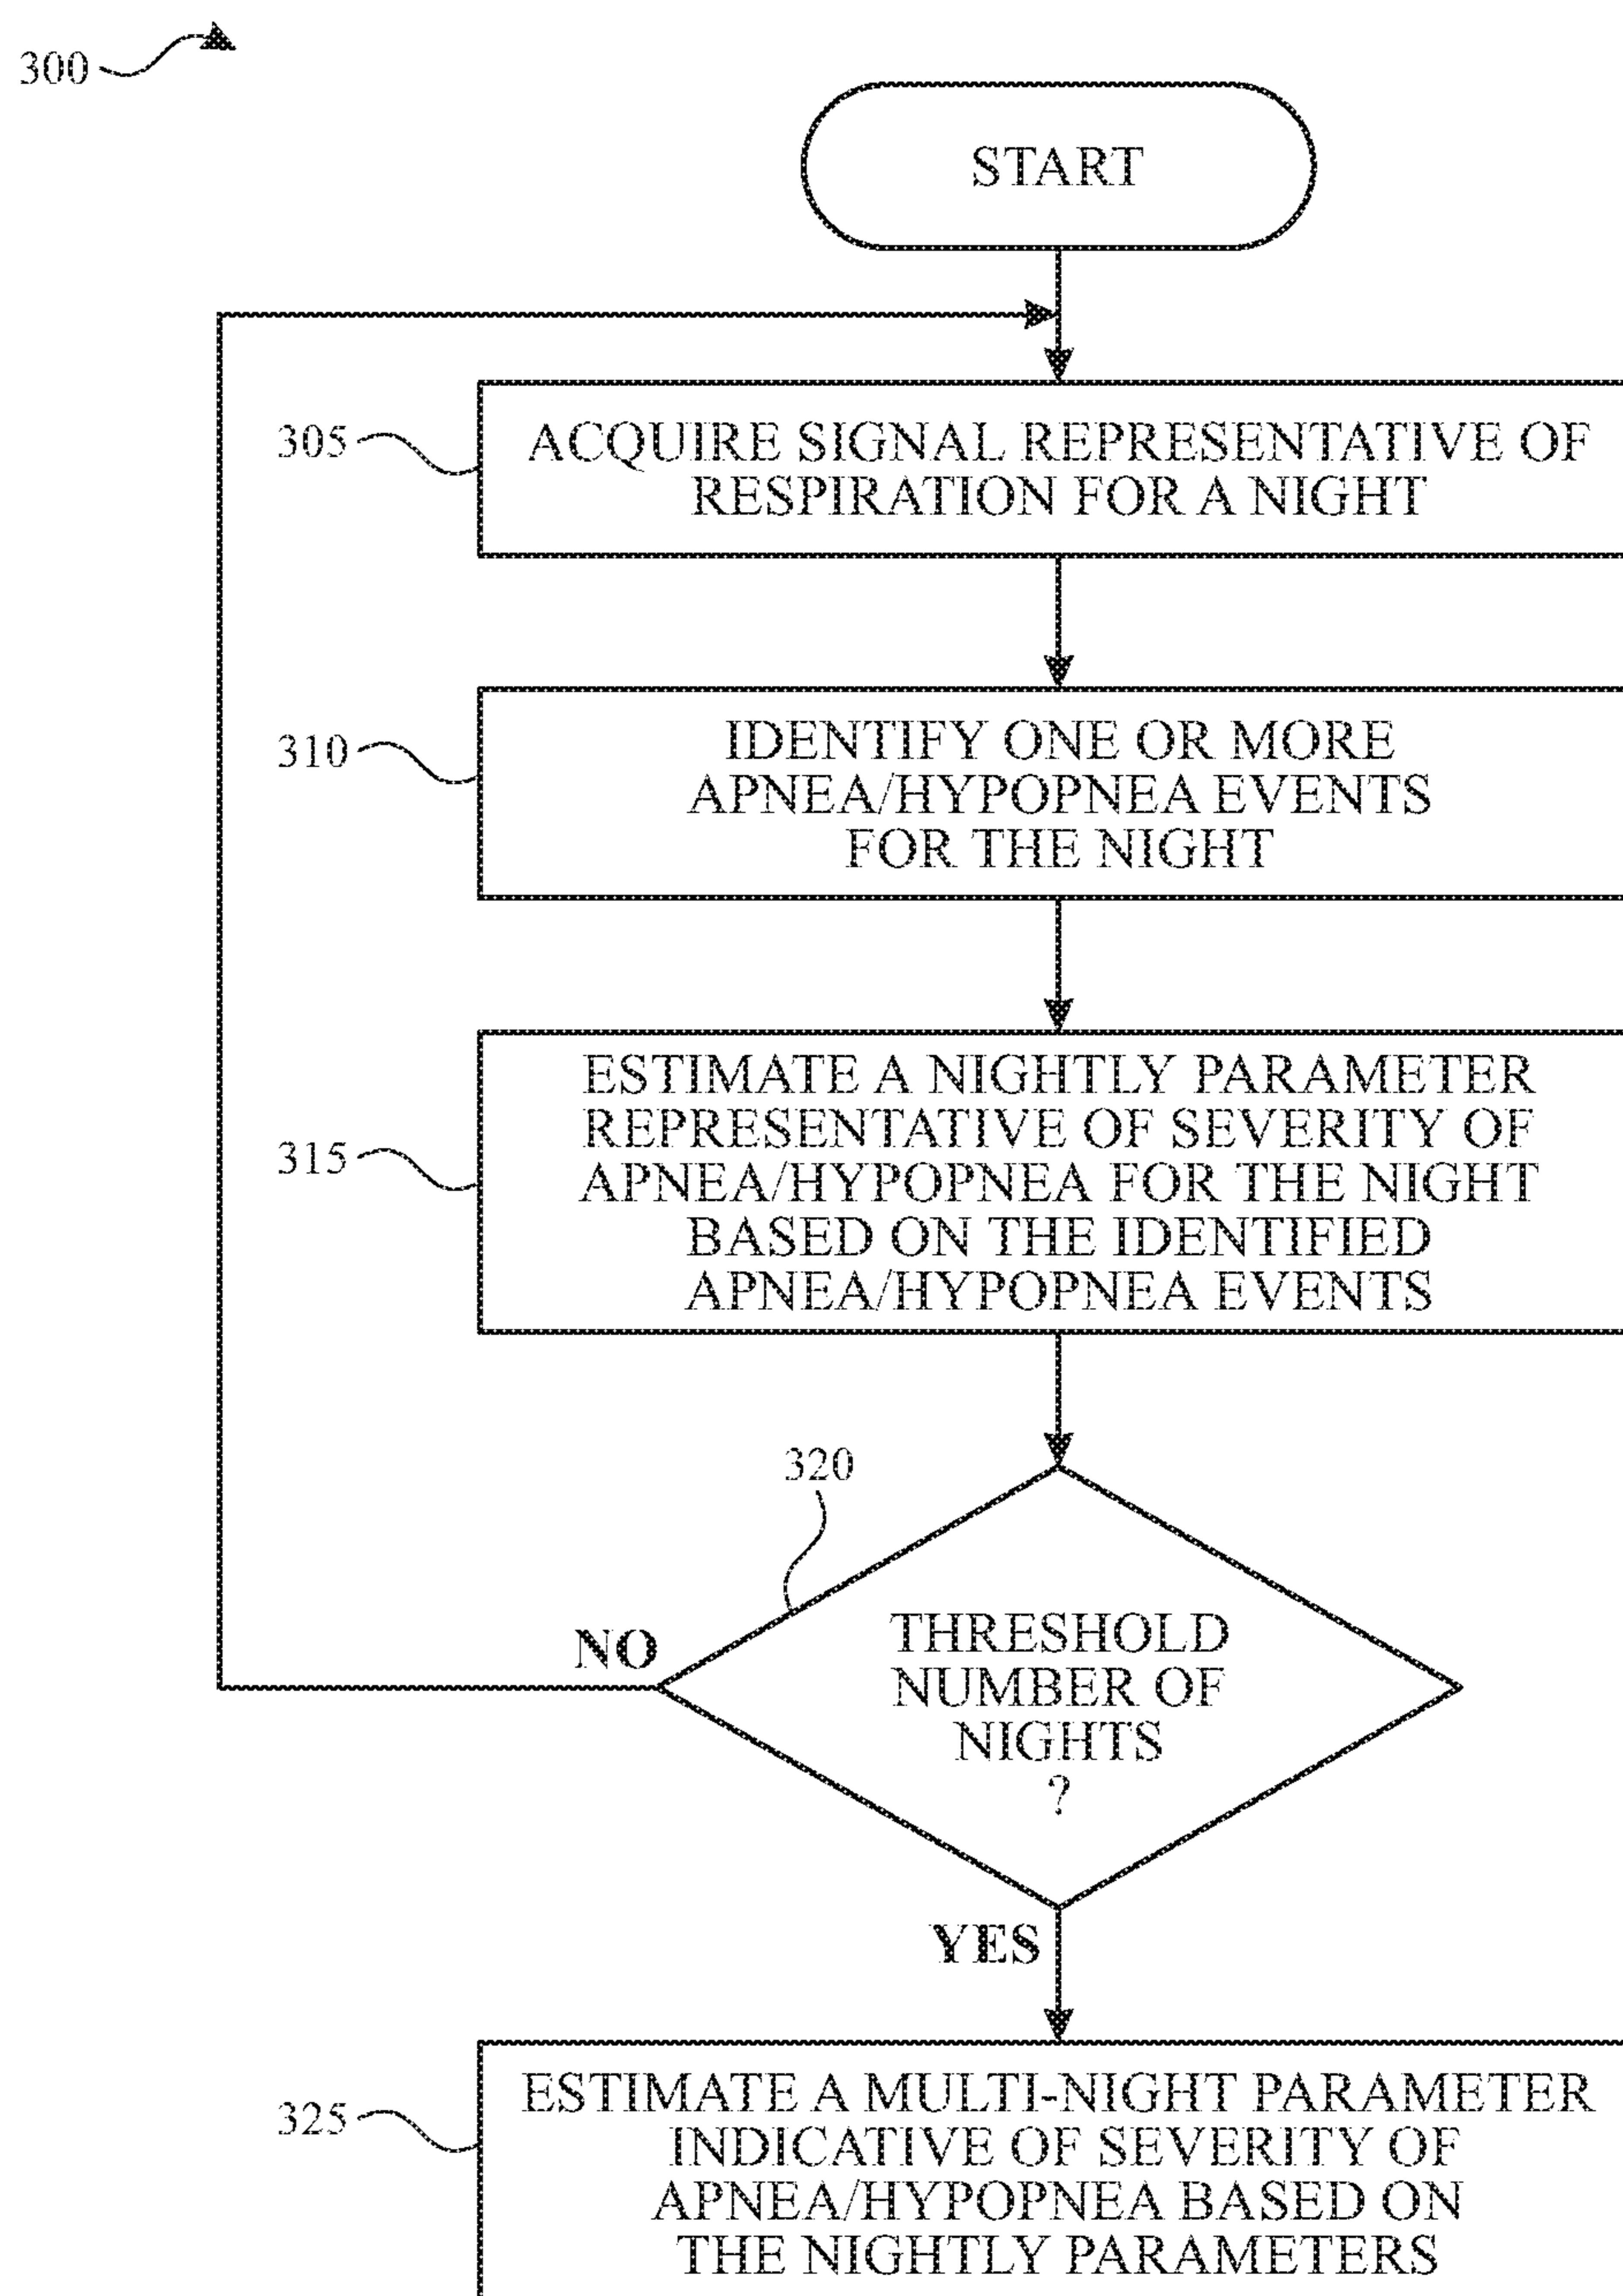 300
START
305
ACQUIRE SIGNAL REPRESENTATIVE OF
RESPIRATION FOR A NIGHT
310
IDENTIFY ONE OR MORE
APNEA/HYPOPNEA EVENTS
FOR THE NIGHT
315
ESTIMATE A NIGHTLY PARAMETER
REPRESENTATIVE OF SEVERITY OF
APNEA/HYPOPNEA FOR THE NIGHT
BASED ON THE IDENTIFIED
APNEA/HYPOPNEA EVENTS
320
NO
THRESHOLD
NUMBER OF
NIGHTS
?
YES
325
ESTIMATE A MULTI-NIGHT PARAMETER
INDICATIVE OF SEVERITY OF
APNEA/HYPOPNEA BASED ON
THE NIGHTLY PARAMETERS